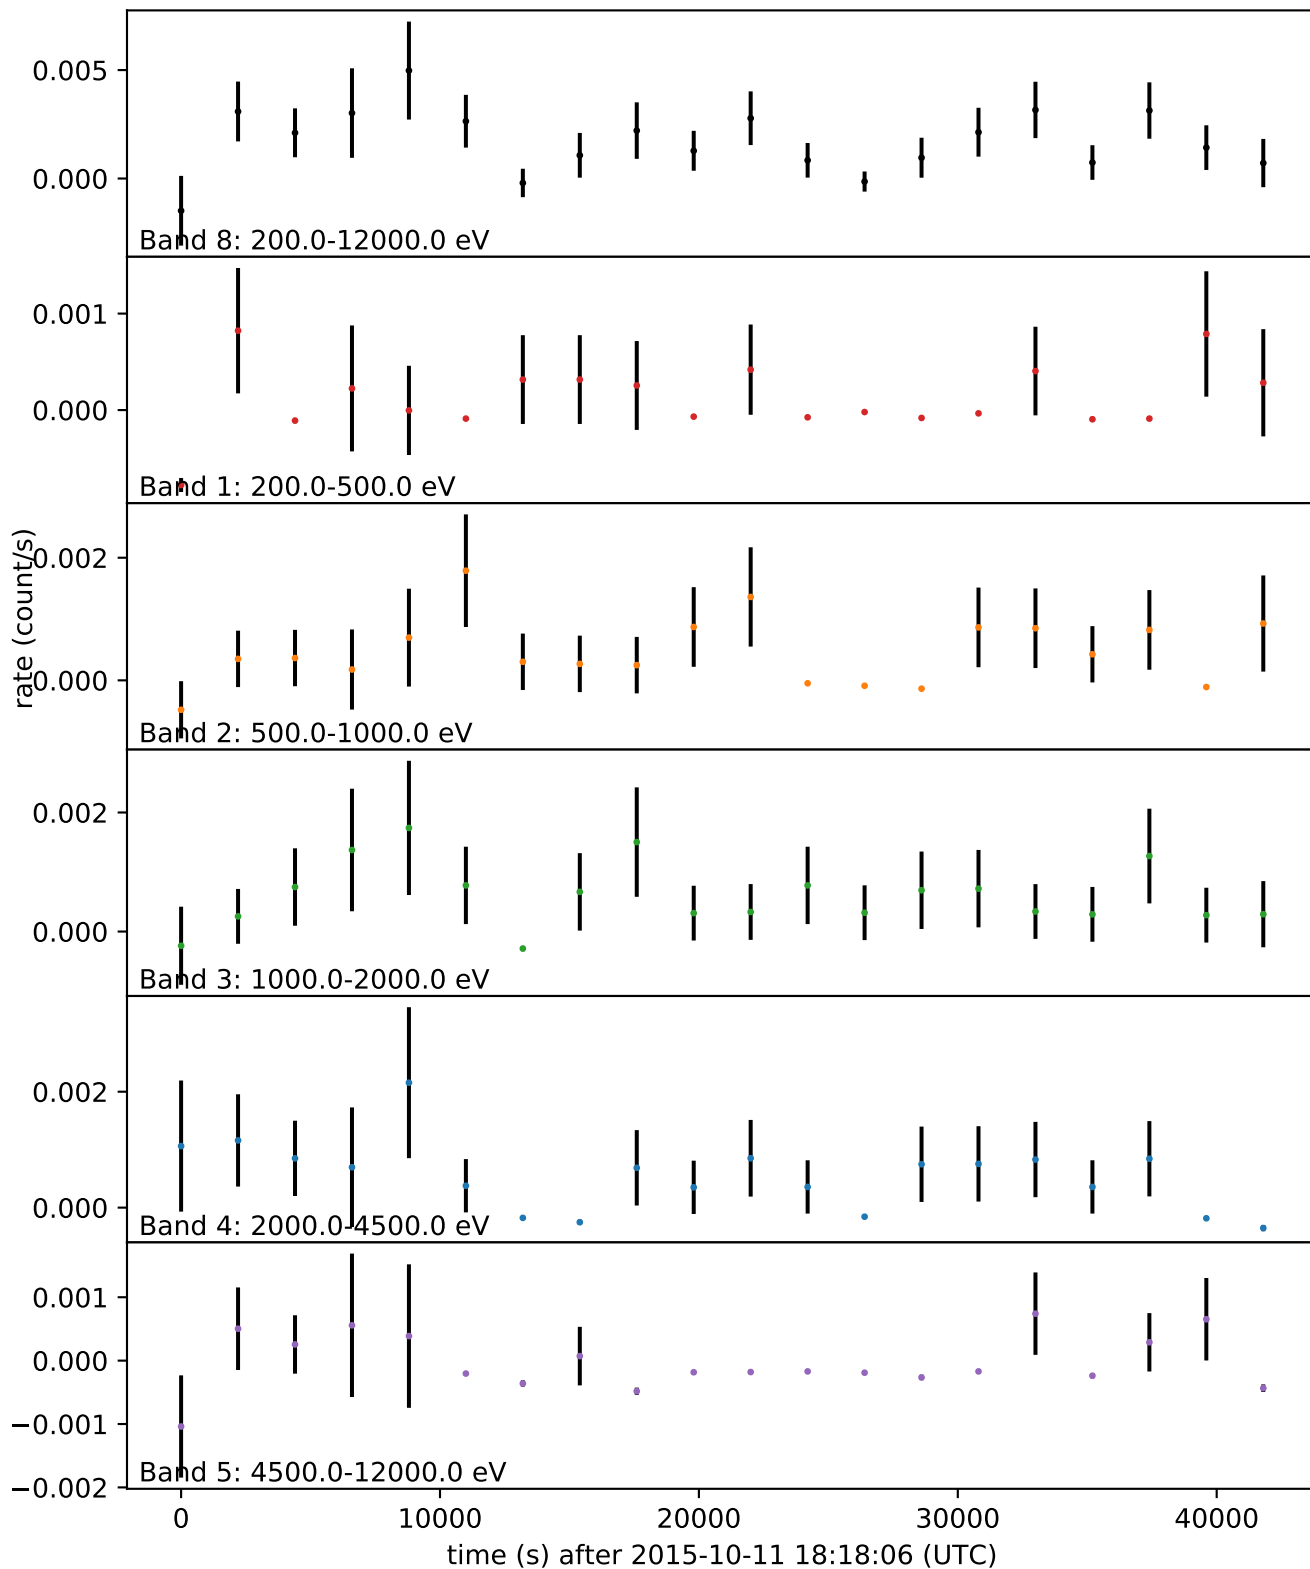 0.005
0.000
Band 8: 200.0-12000.0 eV
0.001
0.000
Band 1: 200.0-500.0 eV
rate (count/s)
0.002
0.000
Band 2: 500.0-1000.0 eV
0.002
0.000
Band 3: 1000.0-2000.0 eV
0.002
0.000
Band 4: 2000.0-4500.0 eV
0.001
0.000
−0.001
−0.002
Band 5: 4500.0-12000.0 eV
0 10000 20000 30000 40000
time (s) after 2015-10-11 18:18:06 (UTC)